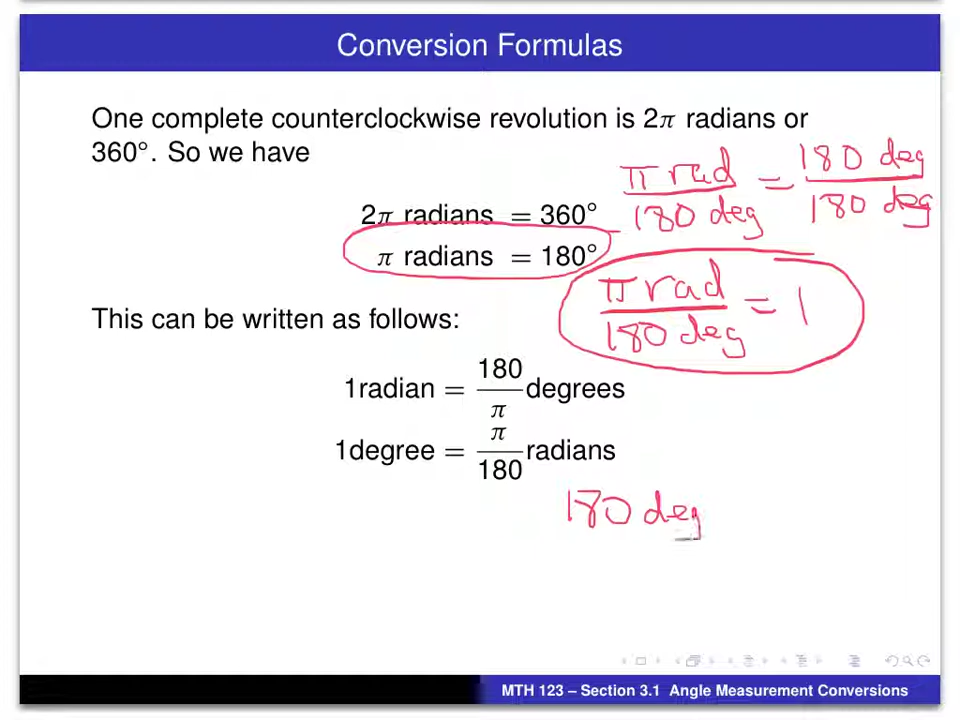 Conversion Formulas
One complete counterclockwise revolution is 2π radians or
360°. So we have
π rad / 180 deg = 180 deg / 180 deg
2π radians = 360°
π radians = 180°
π rad / 180 deg = 1
This can be written as follows:
1radian = 180/π degrees
1degree = π/180 radians
180 deg
MTH 123 – Section 3.1 Angle Measurement Conversions